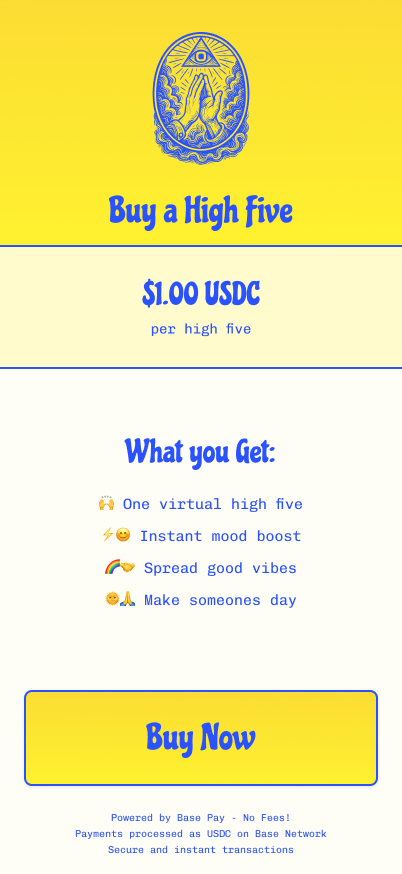 Buy a High Five
$1.00 USDC
per high five
What you Get:
🙌 One virtual high five
⚡😊 Instant mood boost
🌈🤝 Spread good vibes
🌞🙏 Make someones day
Buy Now
Powered by Base Pay - No Fees!
Payments processed as USDC on Base Network
Secure and instant transactions